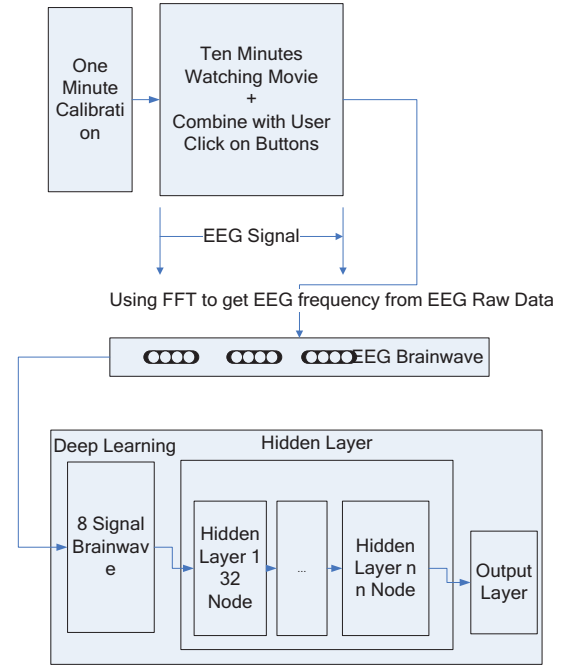 One
Minute
Calibrati
on
Ten Minutes
Watching Movie
+
Combine with User
Click on Buttons
EEG Signal
Using FFT to get EEG frequency from EEG Raw Data
EEG Brainwave
Deep Learning
Hidden Layer
8 Signal
Brainwav
e
Hidden
Layer 1
32
Node
...
Hidden
Layer n
n Node
Output
Layer